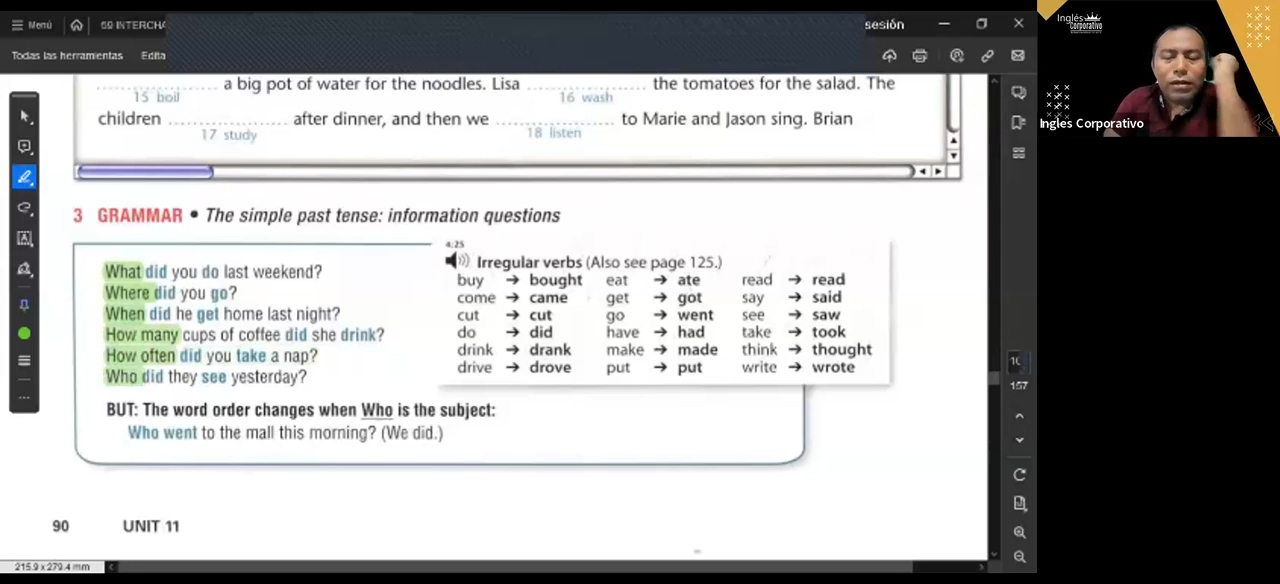 Menú
59 INTERCHA
sesión
Todas las herramientas
Edita
a big pot of water for the noodles. Lisa .................... the tomatoes for the salad. The
15 boil
16 wash
children .................... after dinner, and then we .................... to Marie and Jason sing. Brian
17 study
18 listen
3 GRAMMAR • The simple past tense: information questions
What did you do last weekend?
Where did you go?
When did he get home last night?
How many cups of coffee did she drink?
How often did you take a nap?
Who did they see yesterday?
BUT: The word order changes when Who is the subject:
Who went to the mall this morning? (We did.)
4:25
Irregular verbs (Also see page 125.)
buy → bought eat → ate read → read
come → came get → got say → said
cut → cut go → went see → saw
do → did have → had take → took
drink → drank make → made think → thought
drive → drove put → put write → wrote
90 UNIT 11
215.9 x 279.4 mm
157
Inglés
Corporativo
Ingles Corporativo